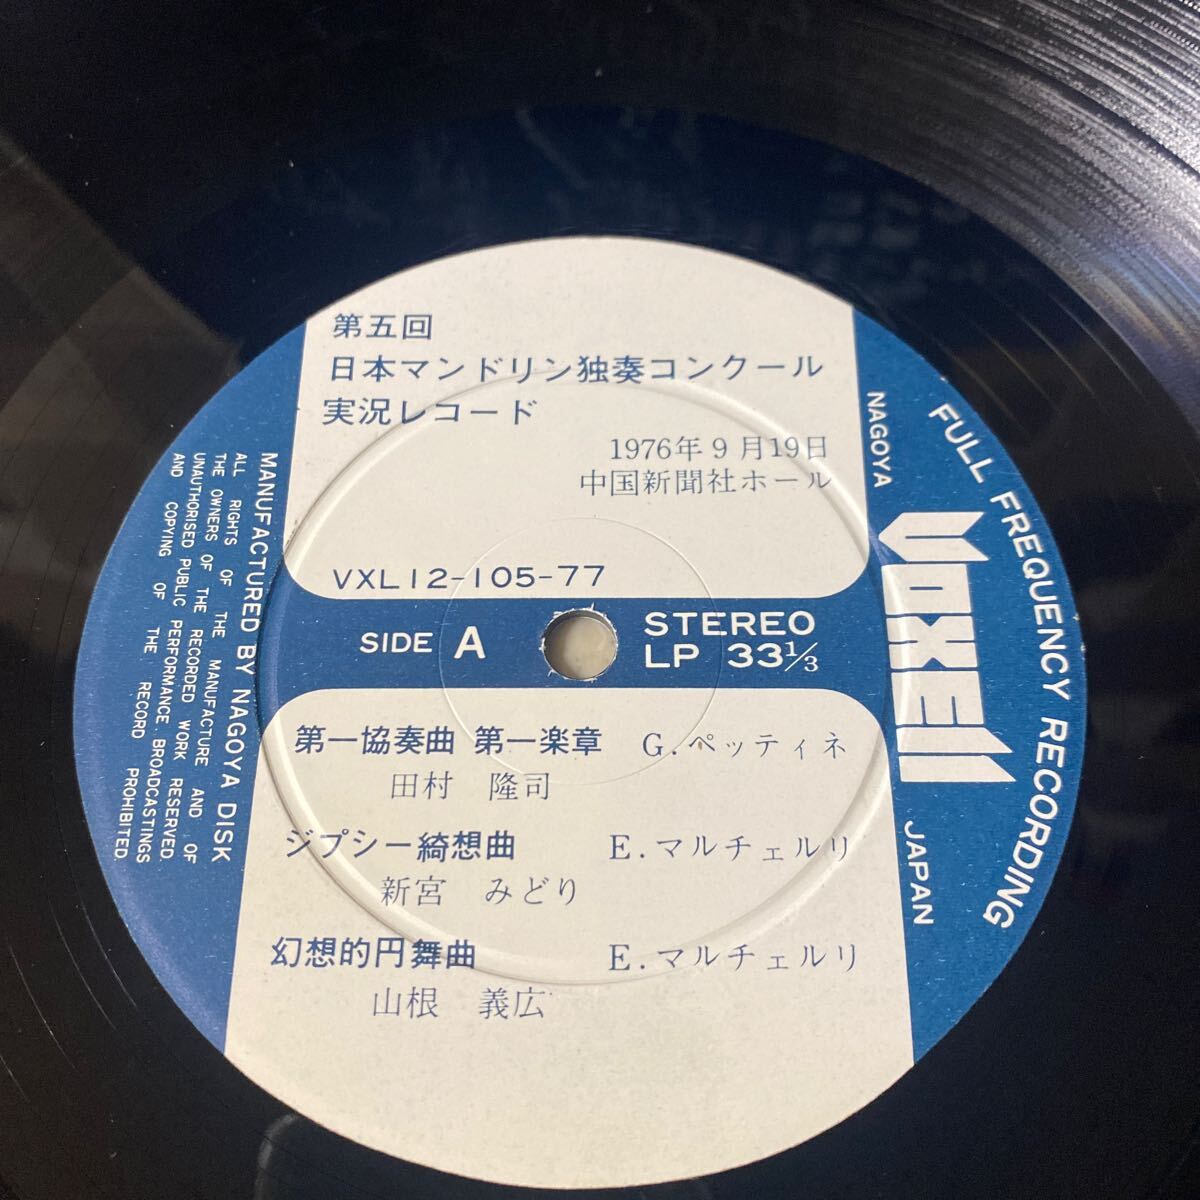 第五回
日本マンドリン独奏コンクール
実況レコード
1976年9月19日
中国新聞社ホール
VXL12-105-77
SIDE A
STEREO
LP 33⅓
第一協奏曲 第一楽章 G.ペッティネ
田村 隆司
ジプシー綺想曲 E.マルチェルリ
新宮 みどり
幻想的円舞曲 E.マルチェルリ
山根 義広
NAGOYA
VOXEL
JAPAN
FULL FREQUENCY RECORDING
MANUFACTURED BY NAGOYA DISK
ALL RIGHTS OF THE MANUFACTURE AND OF
THE OWNERS OF THE RECORDED WORK RESERVED.
UNAUTHORISED PUBLIC PERFORMANCE. BROADCASTINGS
AND COPYING OF THE RECORD PROHIBITED.